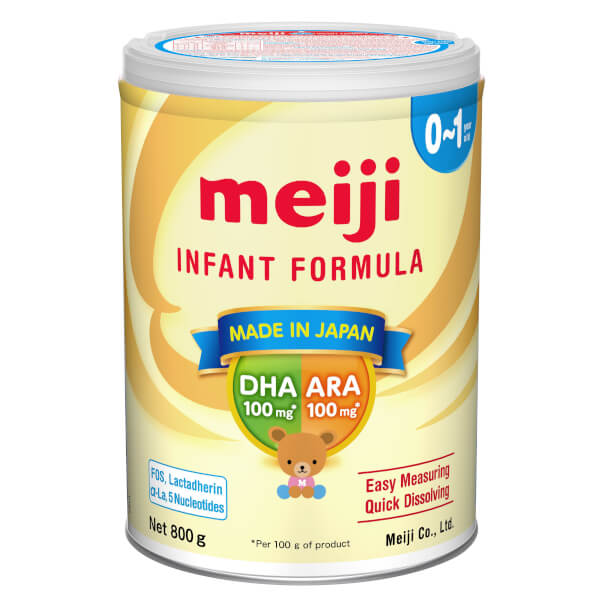 meiji
0~1 year old
meiji
INFANT FORMULA
MADE IN JAPAN
DHA ARA
100 mg* 100 mg*
M
FOS, Lactadherin
α-La, 5 Nucleotides
Easy Measuring
Quick Dissolving
Net 800 g
*Per 100 g of product
Meiji Co., Ltd.